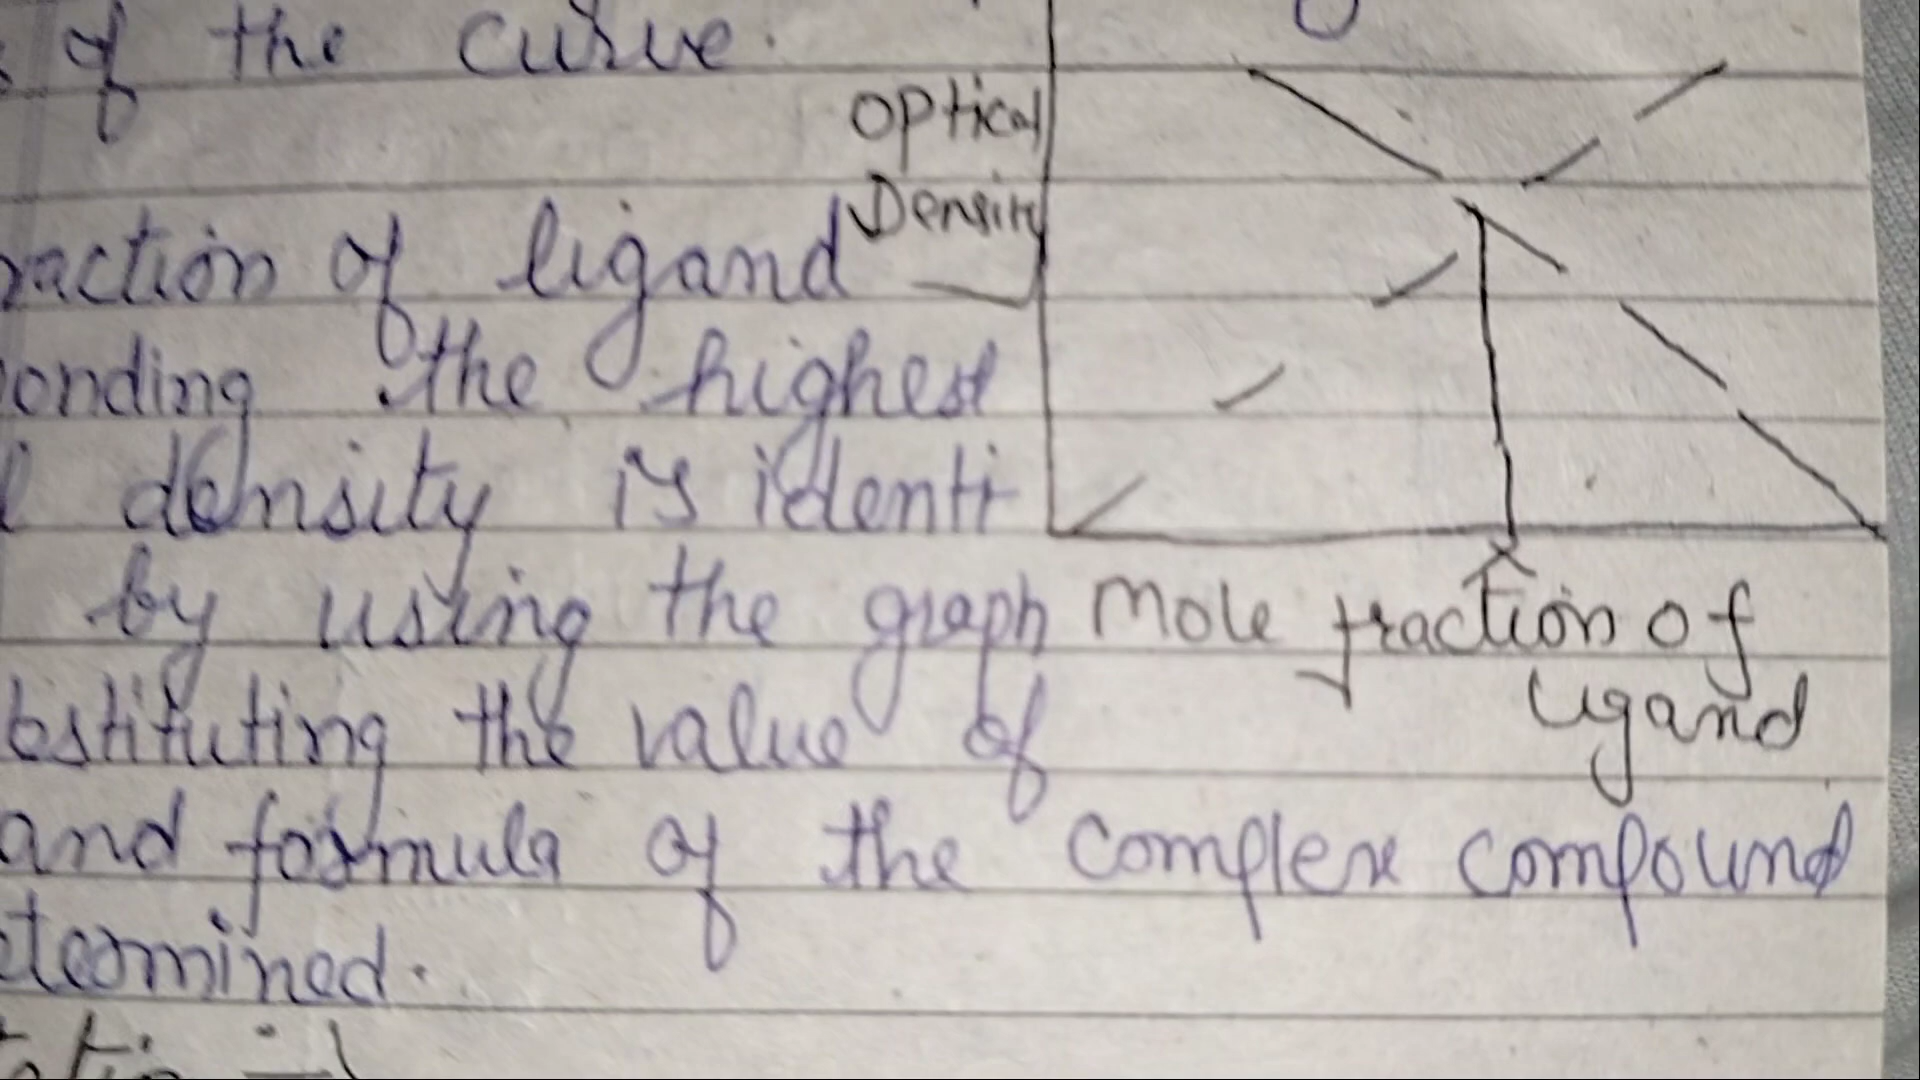 of the curve.
Optical
Density
raction of ligand
onding the highest
density is identi
by using the graph
Mole fraction of
ligand
bstituting the value of
and formula of the complex compound
termined.